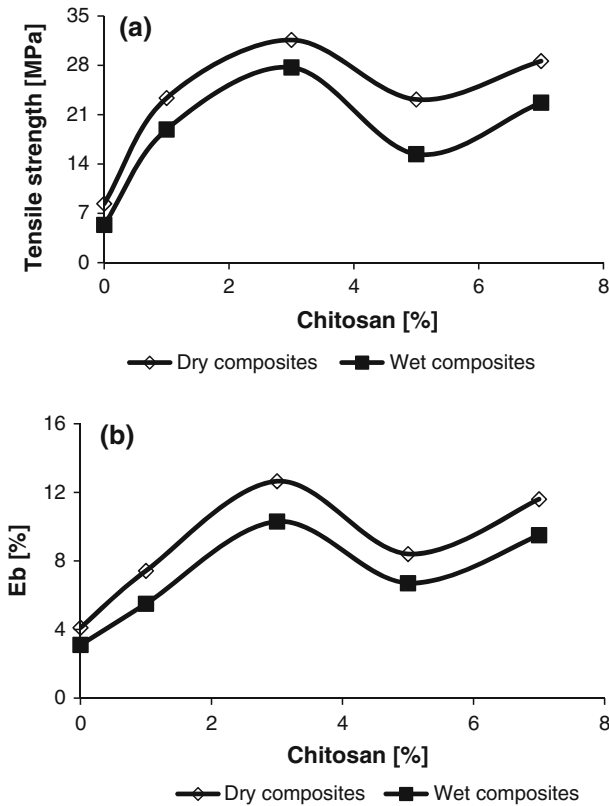 (a)
Tensile strength [MPa]
35
28
21
14
7
0
0 2 4 6 8
Chitosan [%]
Dry composites Wet composites
(b)
Eb [%]
16
12
8
4
0
0 2 4 6 8
Chitosan [%]
Dry composites Wet composites